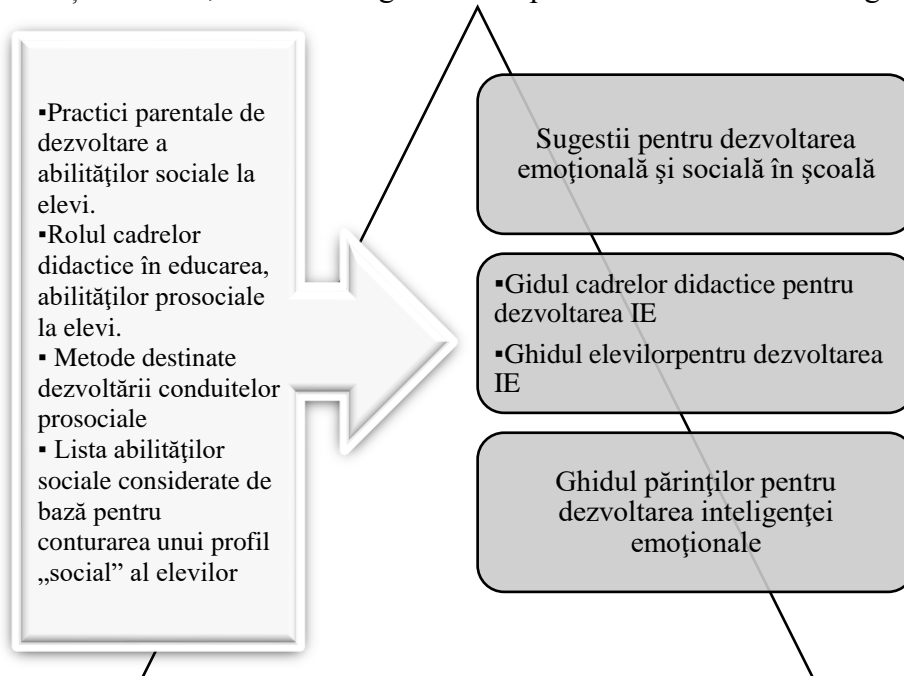 ▪Practici parentale de
dezvoltare a
abilităţilor sociale la
elevi.
▪Rolul cadrelor
didactice în educarea,
abilităţilor prosociale
la elevi.
▪ Metode destinate
dezvoltării conduitelor
prosociale
▪ Lista abilităţilor
sociale considerate de
bază pentru
conturarea unui profil
„social” al elevilor
Sugestii pentru dezvoltarea
emoţională şi socială în şcoală
▪Gidul cadrelor didactice pentru
dezvoltarea IE
▪Ghidul elevilorpentru dezvoltarea
IE
Ghidul părinţilor pentru
dezvoltarea inteligenţei
emoţionale